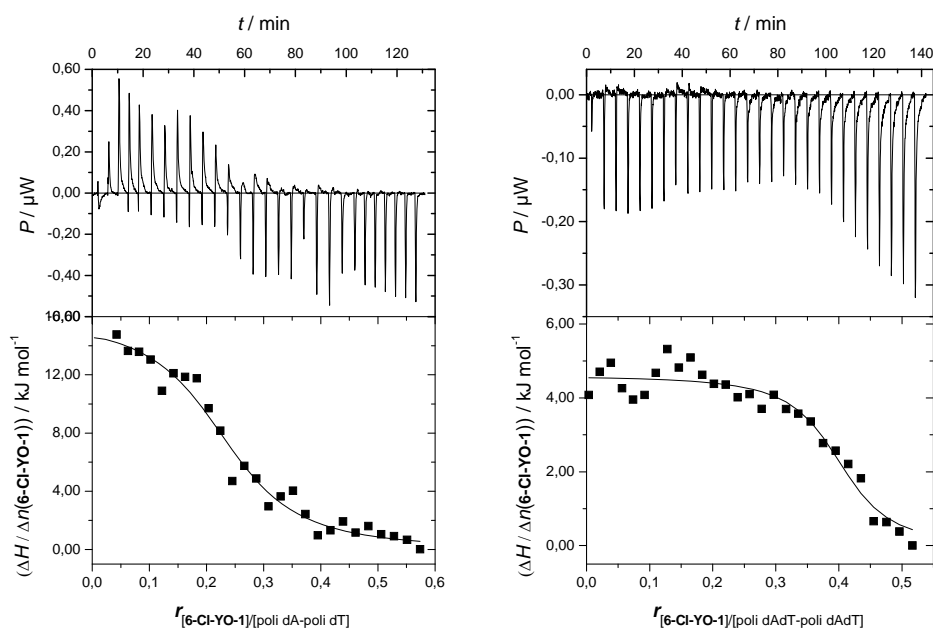 t / min
0 20 40 60 80 100 120
0,60
0,40
0,20
0,00
-0,20
-0,40
-0,60
P / µW
16,00
12,00
8,00
4,00
0,00
(ΔH / Δn(6-Cl-YO-1)) / kJ mol-1
0,0 0,1 0,2 0,3 0,4 0,5 0,6
r[6-Cl-YO-1]/[poli dA-poli dT]
t / min
0 20 40 60 80 100 120 140
0,00
-0,10
-0,20
-0,30
P / µW
6,00
4,00
2,00
0,00
(ΔH / Δn(6-Cl-YO-1)) / kJ mol-1
0,0 0,1 0,2 0,3 0,4 0,5
r[6-Cl-YO-1]/[poli dAdT-poli dAdT]